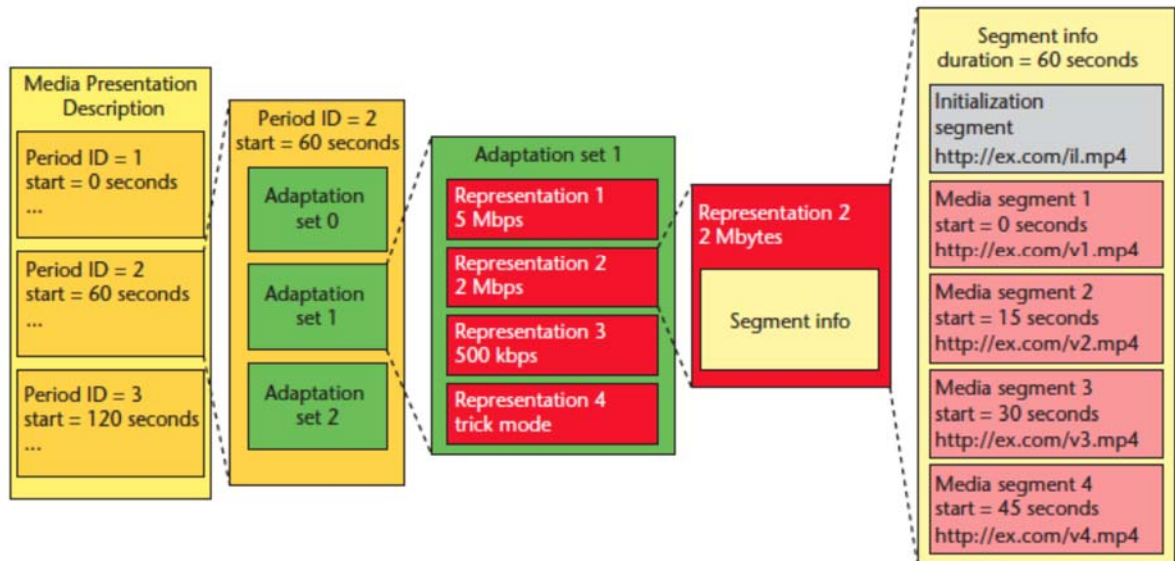 Media Presentation
Description
Period ID = 1
start = 0 seconds
...
Period ID = 2
start = 60 seconds
...
Period ID = 3
start = 120 seconds
...
Period ID = 2
start = 60 seconds
Adaptation
set 0
Adaptation
set 1
Adaptation
set 2
Adaptation set 1
Representation 1
5 Mbps
Representation 2
2 Mbps
Representation 3
500 kbps
Representation 4
trick mode
Representation 2
2 Mbytes
Segment info
Segment info
duration = 60 seconds
Initialization
segment
http://ex.com/il.mp4
Media segment 1
start = 0 seconds
http://ex.com/v1.mp4
Media segment 2
start = 15 seconds
http://ex.com/v2.mp4
Media segment 3
start = 30 seconds
http://ex.com/v3.mp4
Media segment 4
start = 45 seconds
http://ex.com/v4.mp4